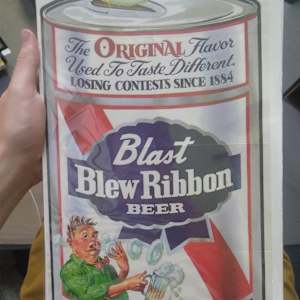 The ORIGINAL Flavor
Used To Taste Different.
LOSING CONTESTS SINCE 1884
Blast
Blew Ribbon
BEER